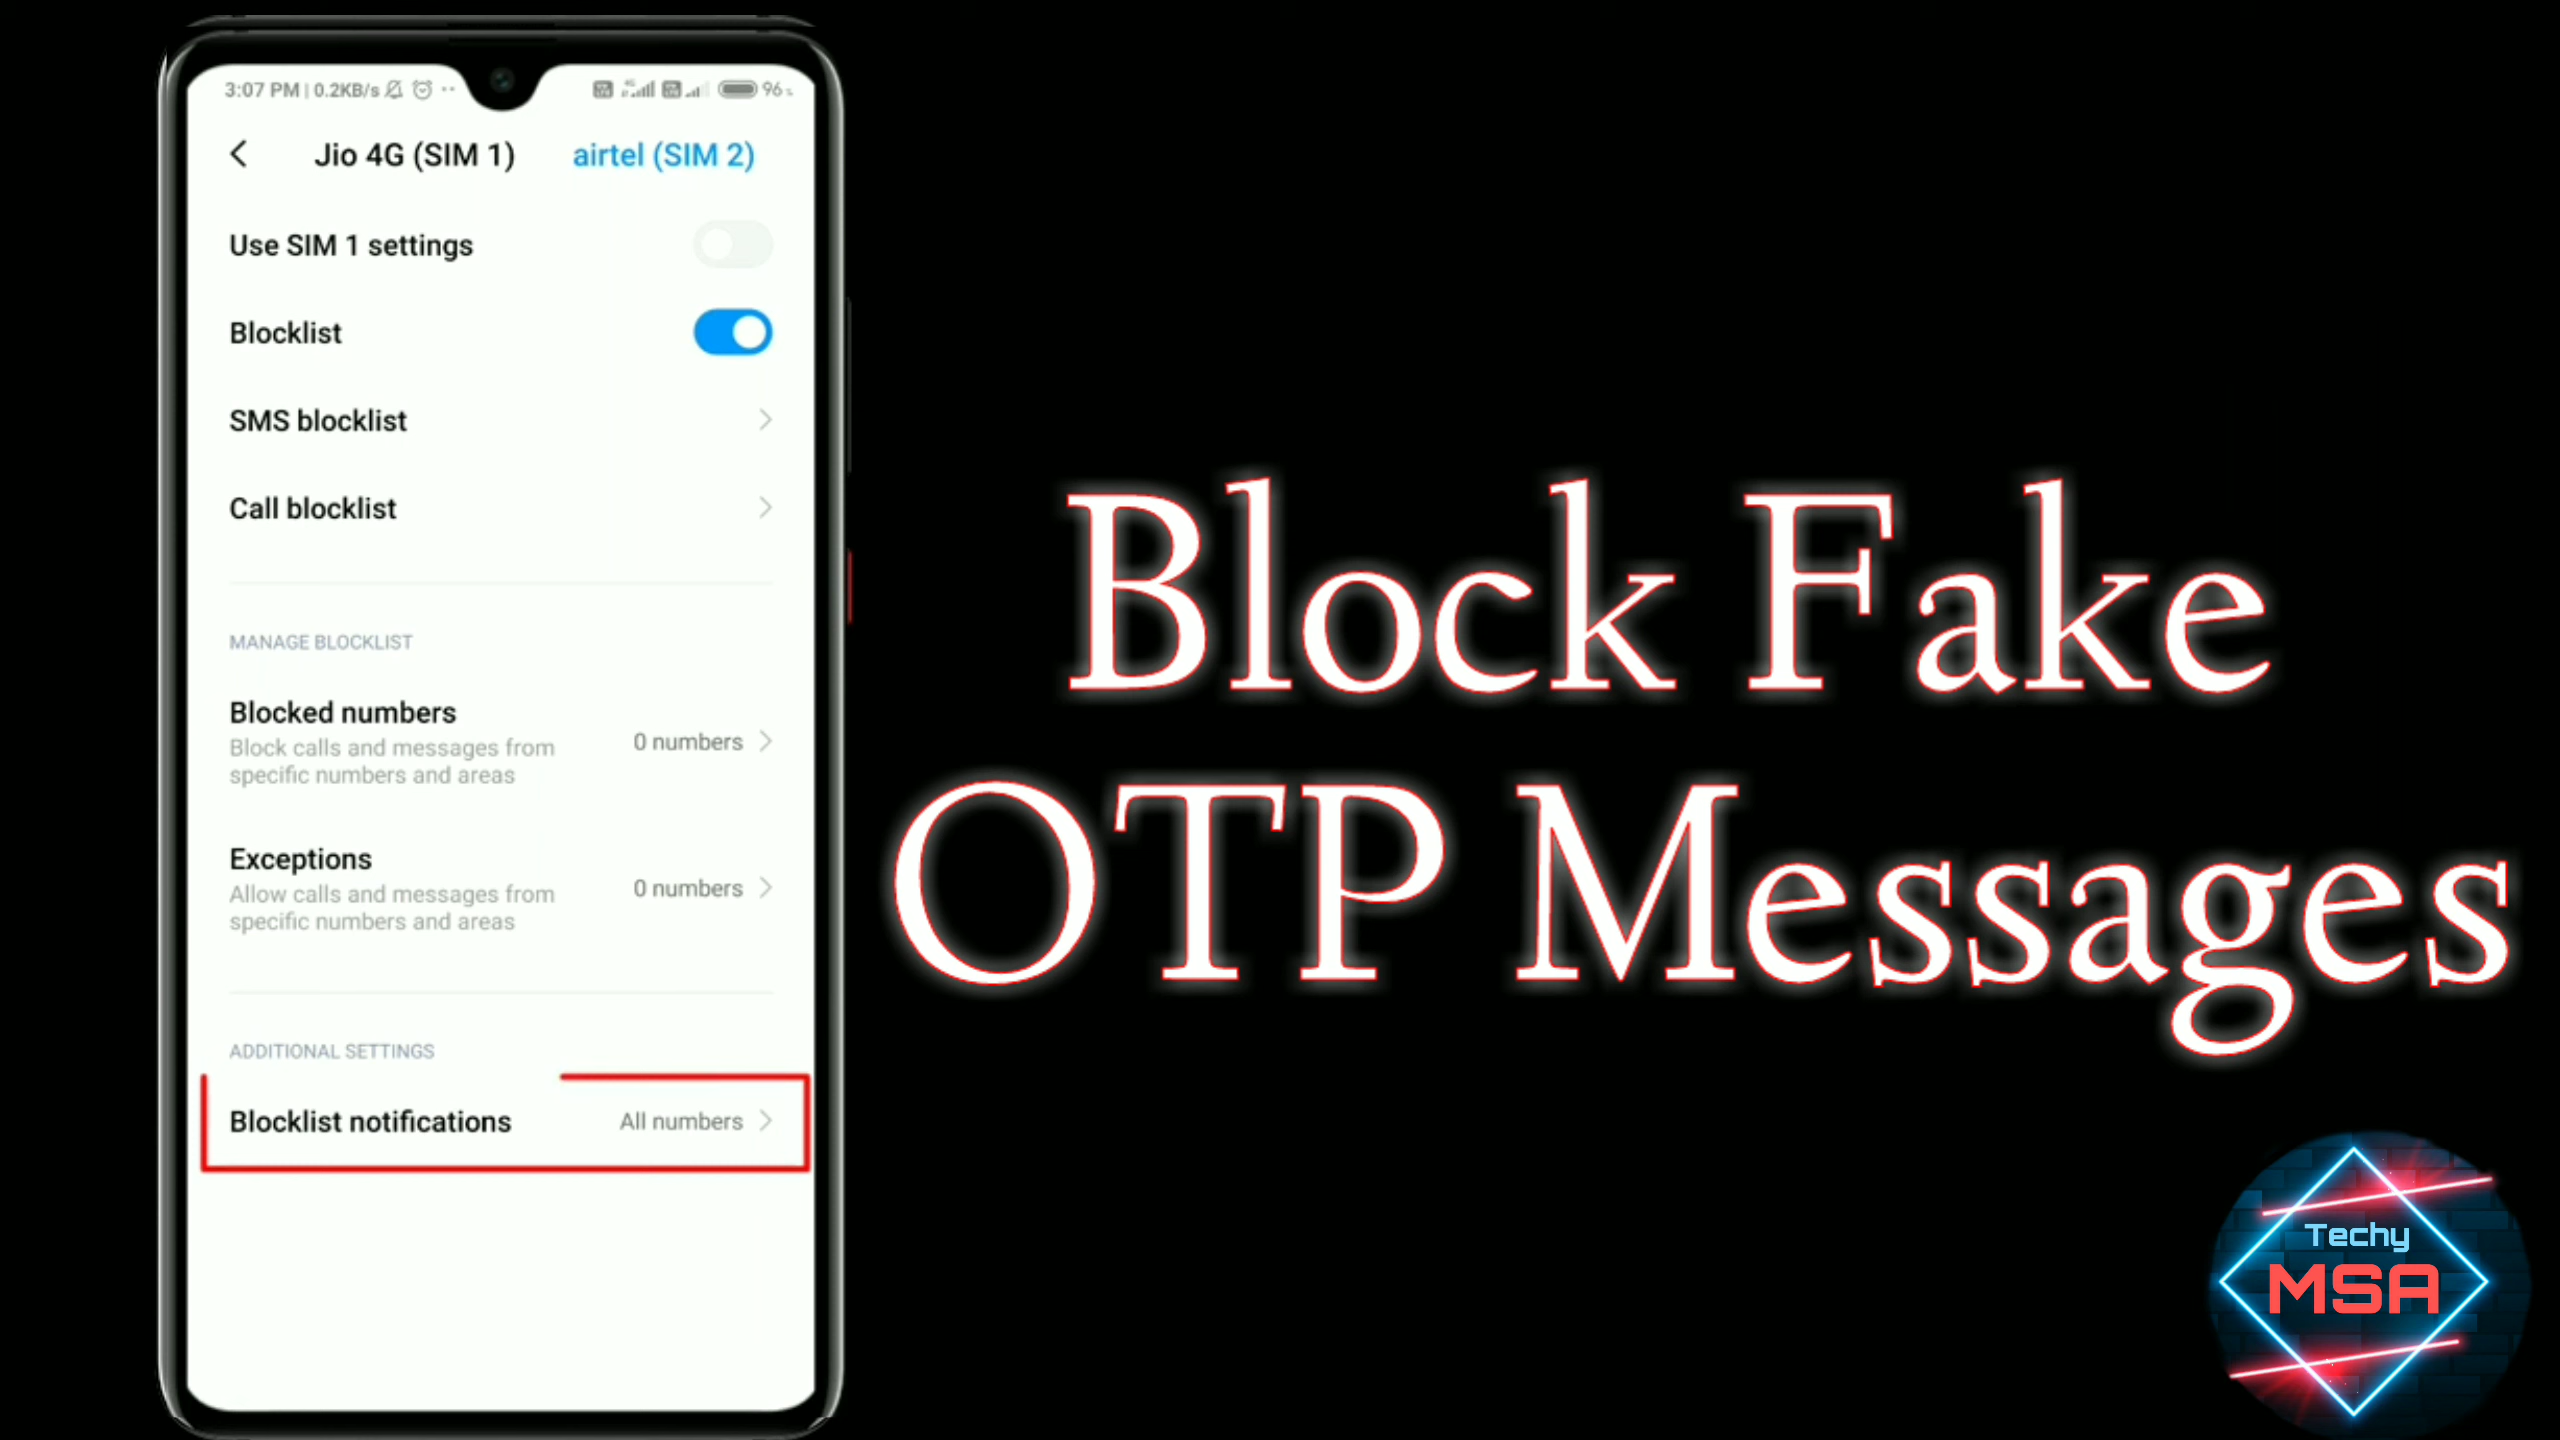 3:07 PM | 0.2KB/s
96
Jio 4G (SIM 1)
airtel (SIM 2)
Use SIM 1 settings
Blocklist
SMS blocklist
Call blocklist
MANAGE BLOCKLIST
Blocked numbers
Block calls and messages from
specific numbers and areas
0 numbers
Exceptions
Allow calls and messages from
specific numbers and areas
0 numbers
ADDITIONAL SETTINGS
Blocklist notifications
All numbers
Block Fake
OTP Messages
Techy
MSA